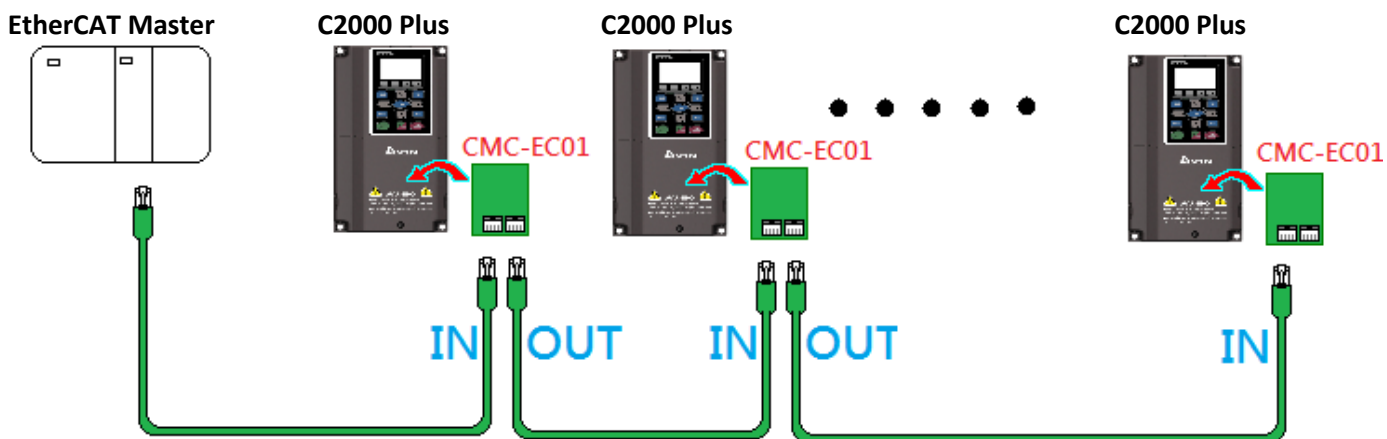 EtherCAT Master
C2000 Plus
C2000 Plus
C2000 Plus
CMC-EC01
CMC-EC01
CMC-EC01
IN
OUT
IN
OUT
IN